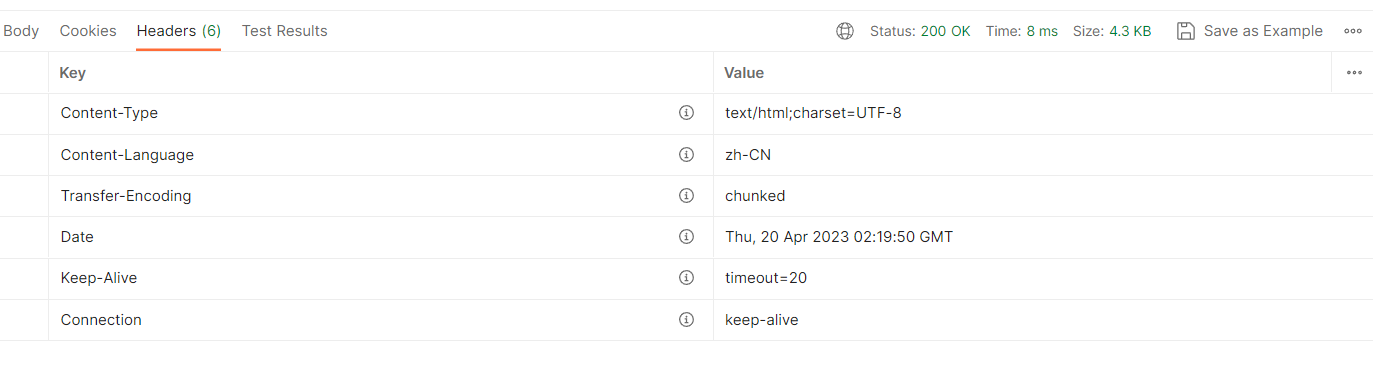 Body Cookies Headers (6) Test Results Status: 200 OK Time: 8 ms Size: 4.3 KB Save as Example
Key Value
Content-Type text/html;charset=UTF-8
Content-Language zh-CN
Transfer-Encoding chunked
Date Thu, 20 Apr 2023 02:19:50 GMT
Keep-Alive timeout=20
Connection keep-alive